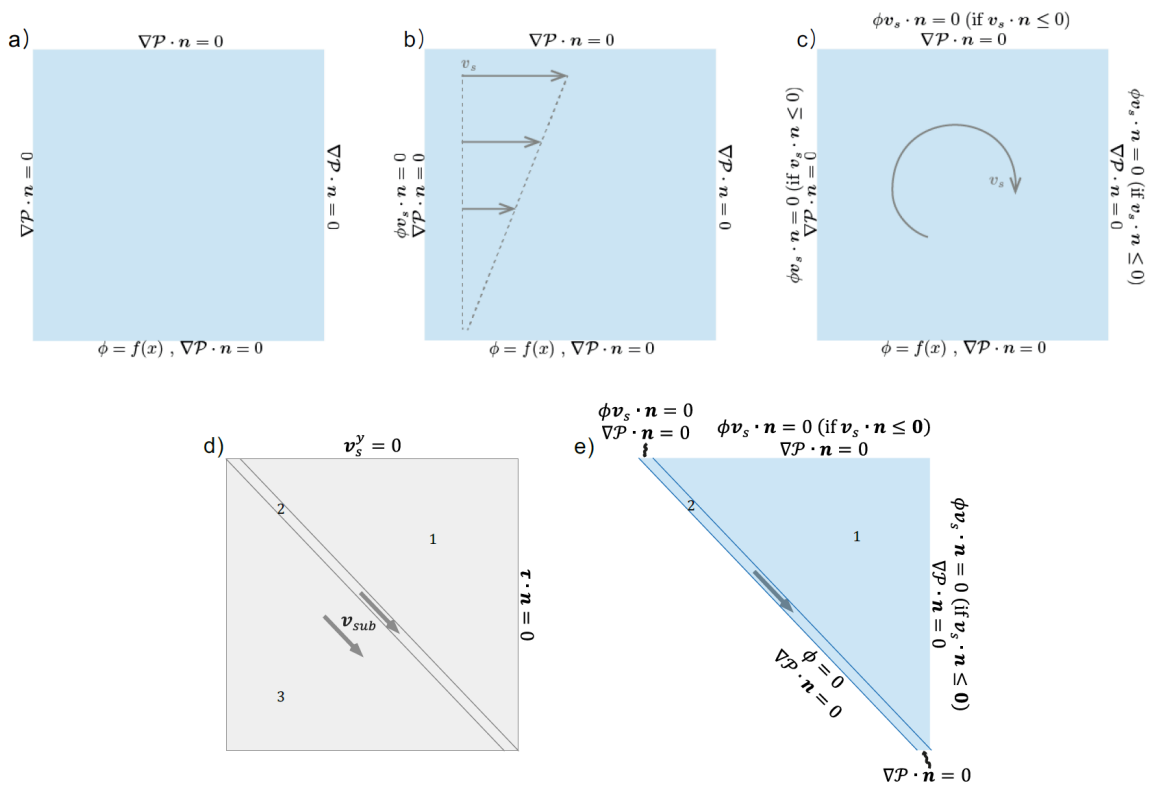 a)
∇𝒫 · n = 0
∇𝒫 · n = 0
∇𝒫 · n = 0
ϕ = f(x) , ∇𝒫 · n = 0
b)
∇𝒫 · n = 0
v_s
ϕv_s · n = 0
∇𝒫 · n = 0
∇𝒫 · n = 0
ϕ = f(x) , ∇𝒫 · n = 0
c)
ϕv_s · n = 0 (if v_s · n ≤ 0)
∇𝒫 · n = 0
ϕv_s · n = 0 (if v_s · n ≤ 0)
∇𝒫 · n = 0
v_s
ϕv_s · n = 0 (if v_s · n ≤ 0)
∇𝒫 · n = 0
ϕ = f(x) , ∇𝒫 · n = 0
d)
v_s^y = 0
2
1
v_sub
3
τ · n = 0
e)
ϕv_s · n = 0
∇𝒫 · n = 0
ϕv_s · n = 0 (if v_s · n ≤ 0)
∇𝒫 · n = 0
2
1
ϕv_s · n = 0 (if v_s · n ≤ 0)
∇𝒫 · n = 0
ϕ = 0
∇𝒫 · n = 0
∇𝒫 · n = 0